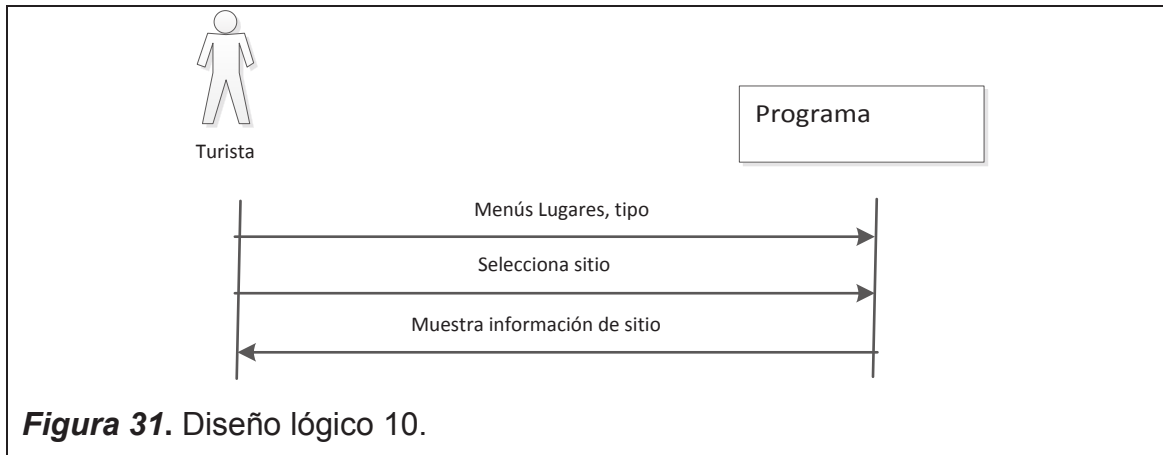 Turista
Programa
Menús Lugares, tipo
Selecciona sitio
Muestra información de sitio
Figura 31. Diseño lógico 10.